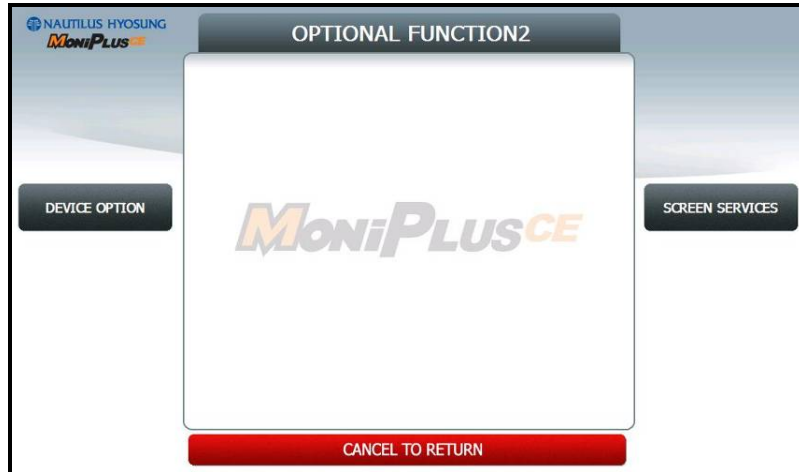 NAUTILUS HYOSUNG
MONiPLUSCE
OPTIONAL FUNCTION2
DEVICE OPTION
MONiPLUSCE
SCREEN SERVICES
CANCEL TO RETURN